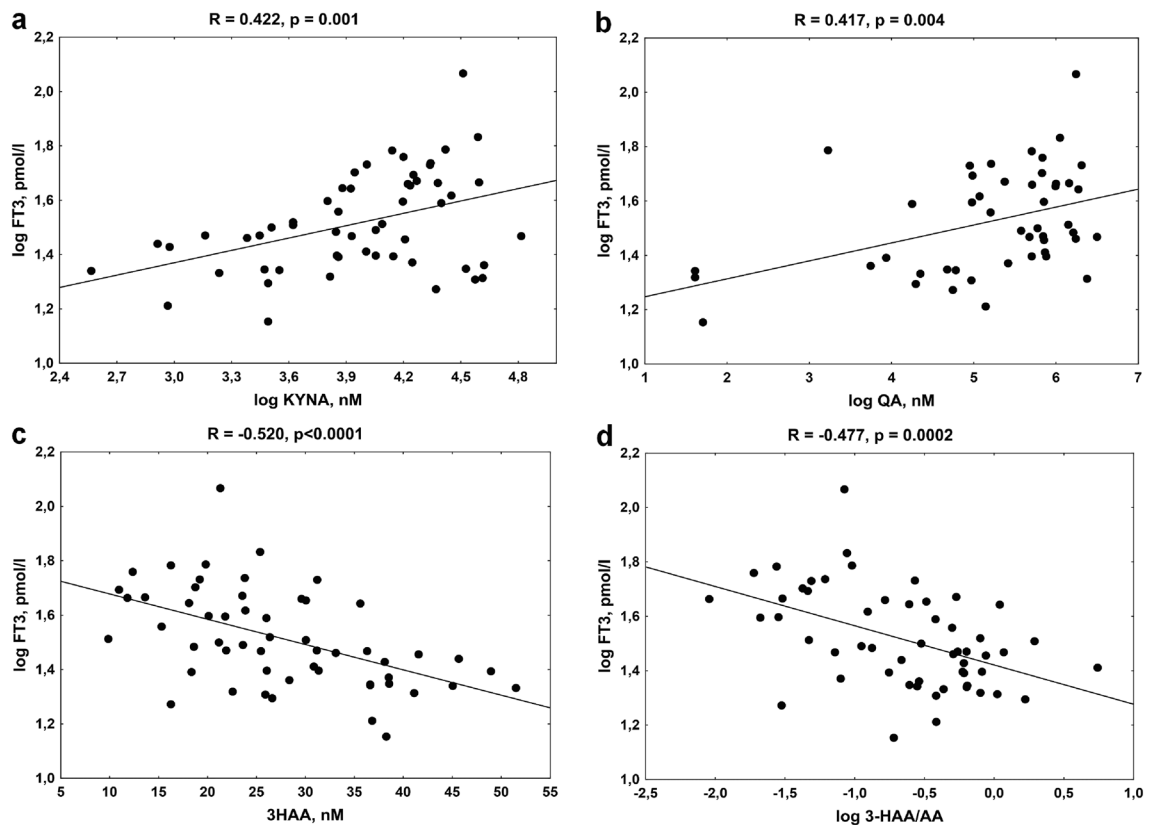 a
R = 0.422, p = 0.001
2,2
2,0
1,8
1,6
1,4
1,2
1,0
log FT3, pmol/l
2,4 2,7 3,0 3,3 3,6 3,9 4,2 4,5 4,8
log KYNA, nM
b
R = 0.417, p = 0.004
2,2
2,0
1,8
1,6
1,4
1,2
1,0
log FT3, pmol/l
1 2 3 4 5 6 7
log QA, nM
c
R = -0.520, p<0.0001
2,2
2,0
1,8
1,6
1,4
1,2
1,0
log FT3, pmol/l
5 10 15 20 25 30 35 40 45 50 55
3HAA, nM
d
R = -0.477, p = 0.0002
2,2
2,0
1,8
1,6
1,4
1,2
1,0
log FT3, pmol/l
-2,5 -2,0 -1,5 -1,0 -0,5 0,0 0,5 1,0
log 3-HAA/AA